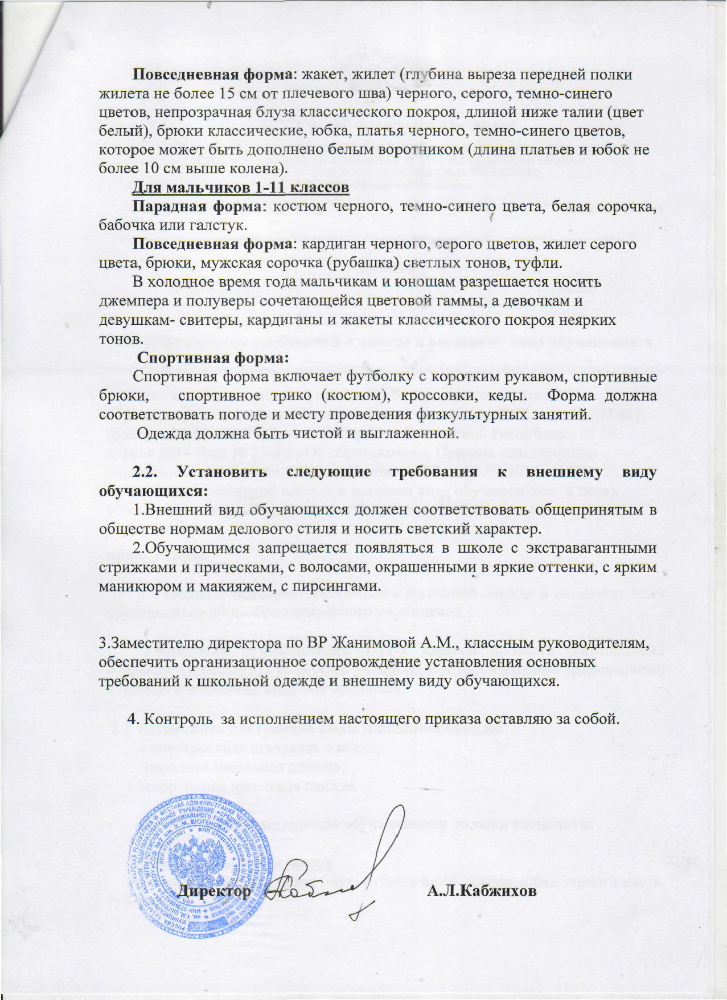 Повседневная форма: жакет, жилет (глубина выреза передней полки
жилета не более 15 см от плечевого шва) черного, серого, темно-синего
цветов, непрозрачная блуза классического покроя, длиной ниже талии (цвет
белый), брюки классические, юбка, платья черного, темно-синего цветов,
которое может быть дополнено белым воротником (длина платьев и юбок не
более 10 см выше колена).
Для мальчиков 1-11 классов
Парадная форма: костюм черного, темно-синего цвета, белая сорочка,
бабочка или галстук.
Повседневная форма: кардиган черного, серого цветов, жилет серого
цвета, брюки, мужская сорочка (рубашка) светлых тонов, туфли.
В холодное время года мальчикам и юношам разрешается носить
джемпера и полуверы сочетающейся цветовой гаммы, а девочкам и
девушкам- свитеры, кардиганы и жакеты классического покроя неярких
тонов.
Спортивная форма:
Спортивная форма включает футболку с коротким рукавом, спортивные
брюки, спортивное трико (костюм), кроссовки, кеды. Форма должна
соответствовать погоде и месту проведения физкультурных занятий.
Одежда должна быть чистой и выглаженной.
2.2. Установить следующие требования к внешнему виду
обучающихся:
1.Внешний вид обучающихся должен соответствовать общепринятым в
обществе нормам делового стиля и носить светский характер.
2.Обучающимся запрещается появляться в школе с экстравагантными
стрижками и прическами, с волосами, окрашенными в яркие оттенки, с ярким
маникюром и макияжем, с пирсингами.
3.Заместителю директора по ВР Жанимовой А.М., классным руководителям,
обеспечить организационное сопровождение установления основных
требований к школьной одежде и внешнему виду обучающихся.
4. Контроль за исполнением настоящего приказа оставляю за собой.
Директор А.Л.Кабжихов